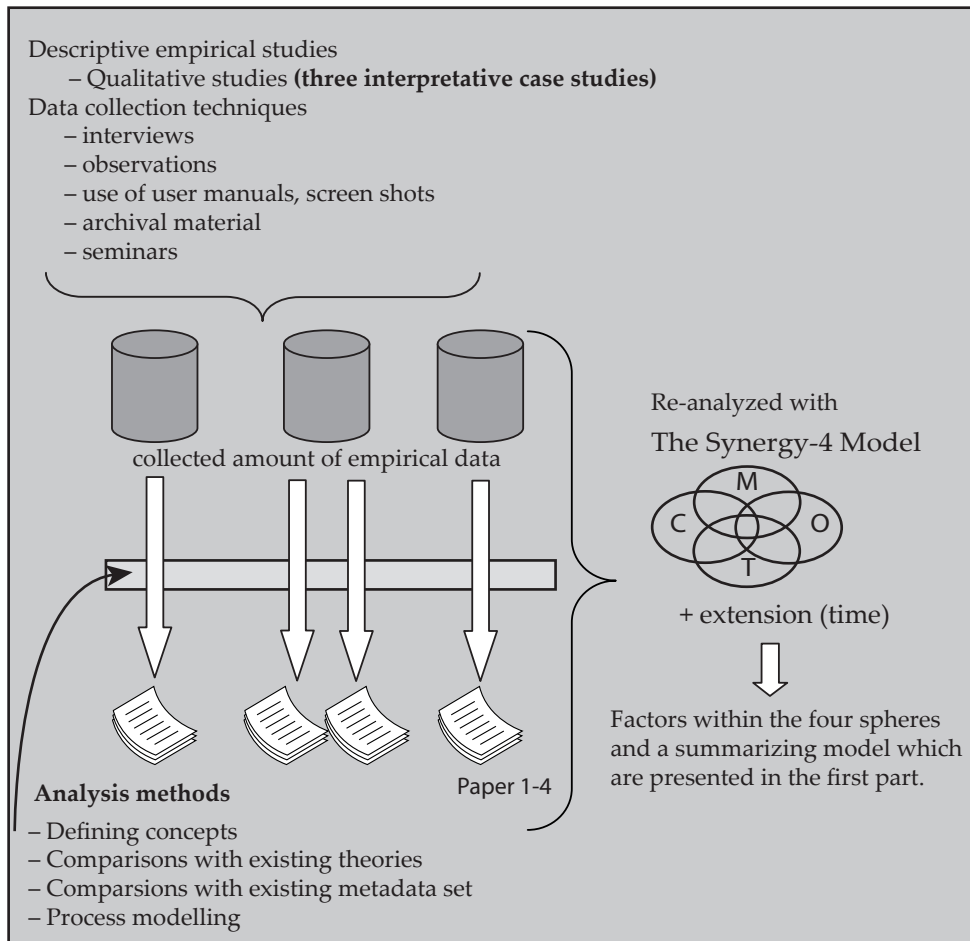 Descriptive empirical studies
– Qualitative studies (three interpretative case studies)
Data collection techniques
– interviews
– observations
– use of user manuals, screen shots
– archival material
– seminars
collected amount of empirical data
Paper 1-4
Analysis methods
– Defining concepts
– Comparisons with existing theories
– Comparsions with existing metadata set
– Process modelling
Re-analyzed with
The Synergy-4 Model
M
C
O
T
+ extension (time)
Factors within the four spheres
and a summarizing model which
are presented in the first part.